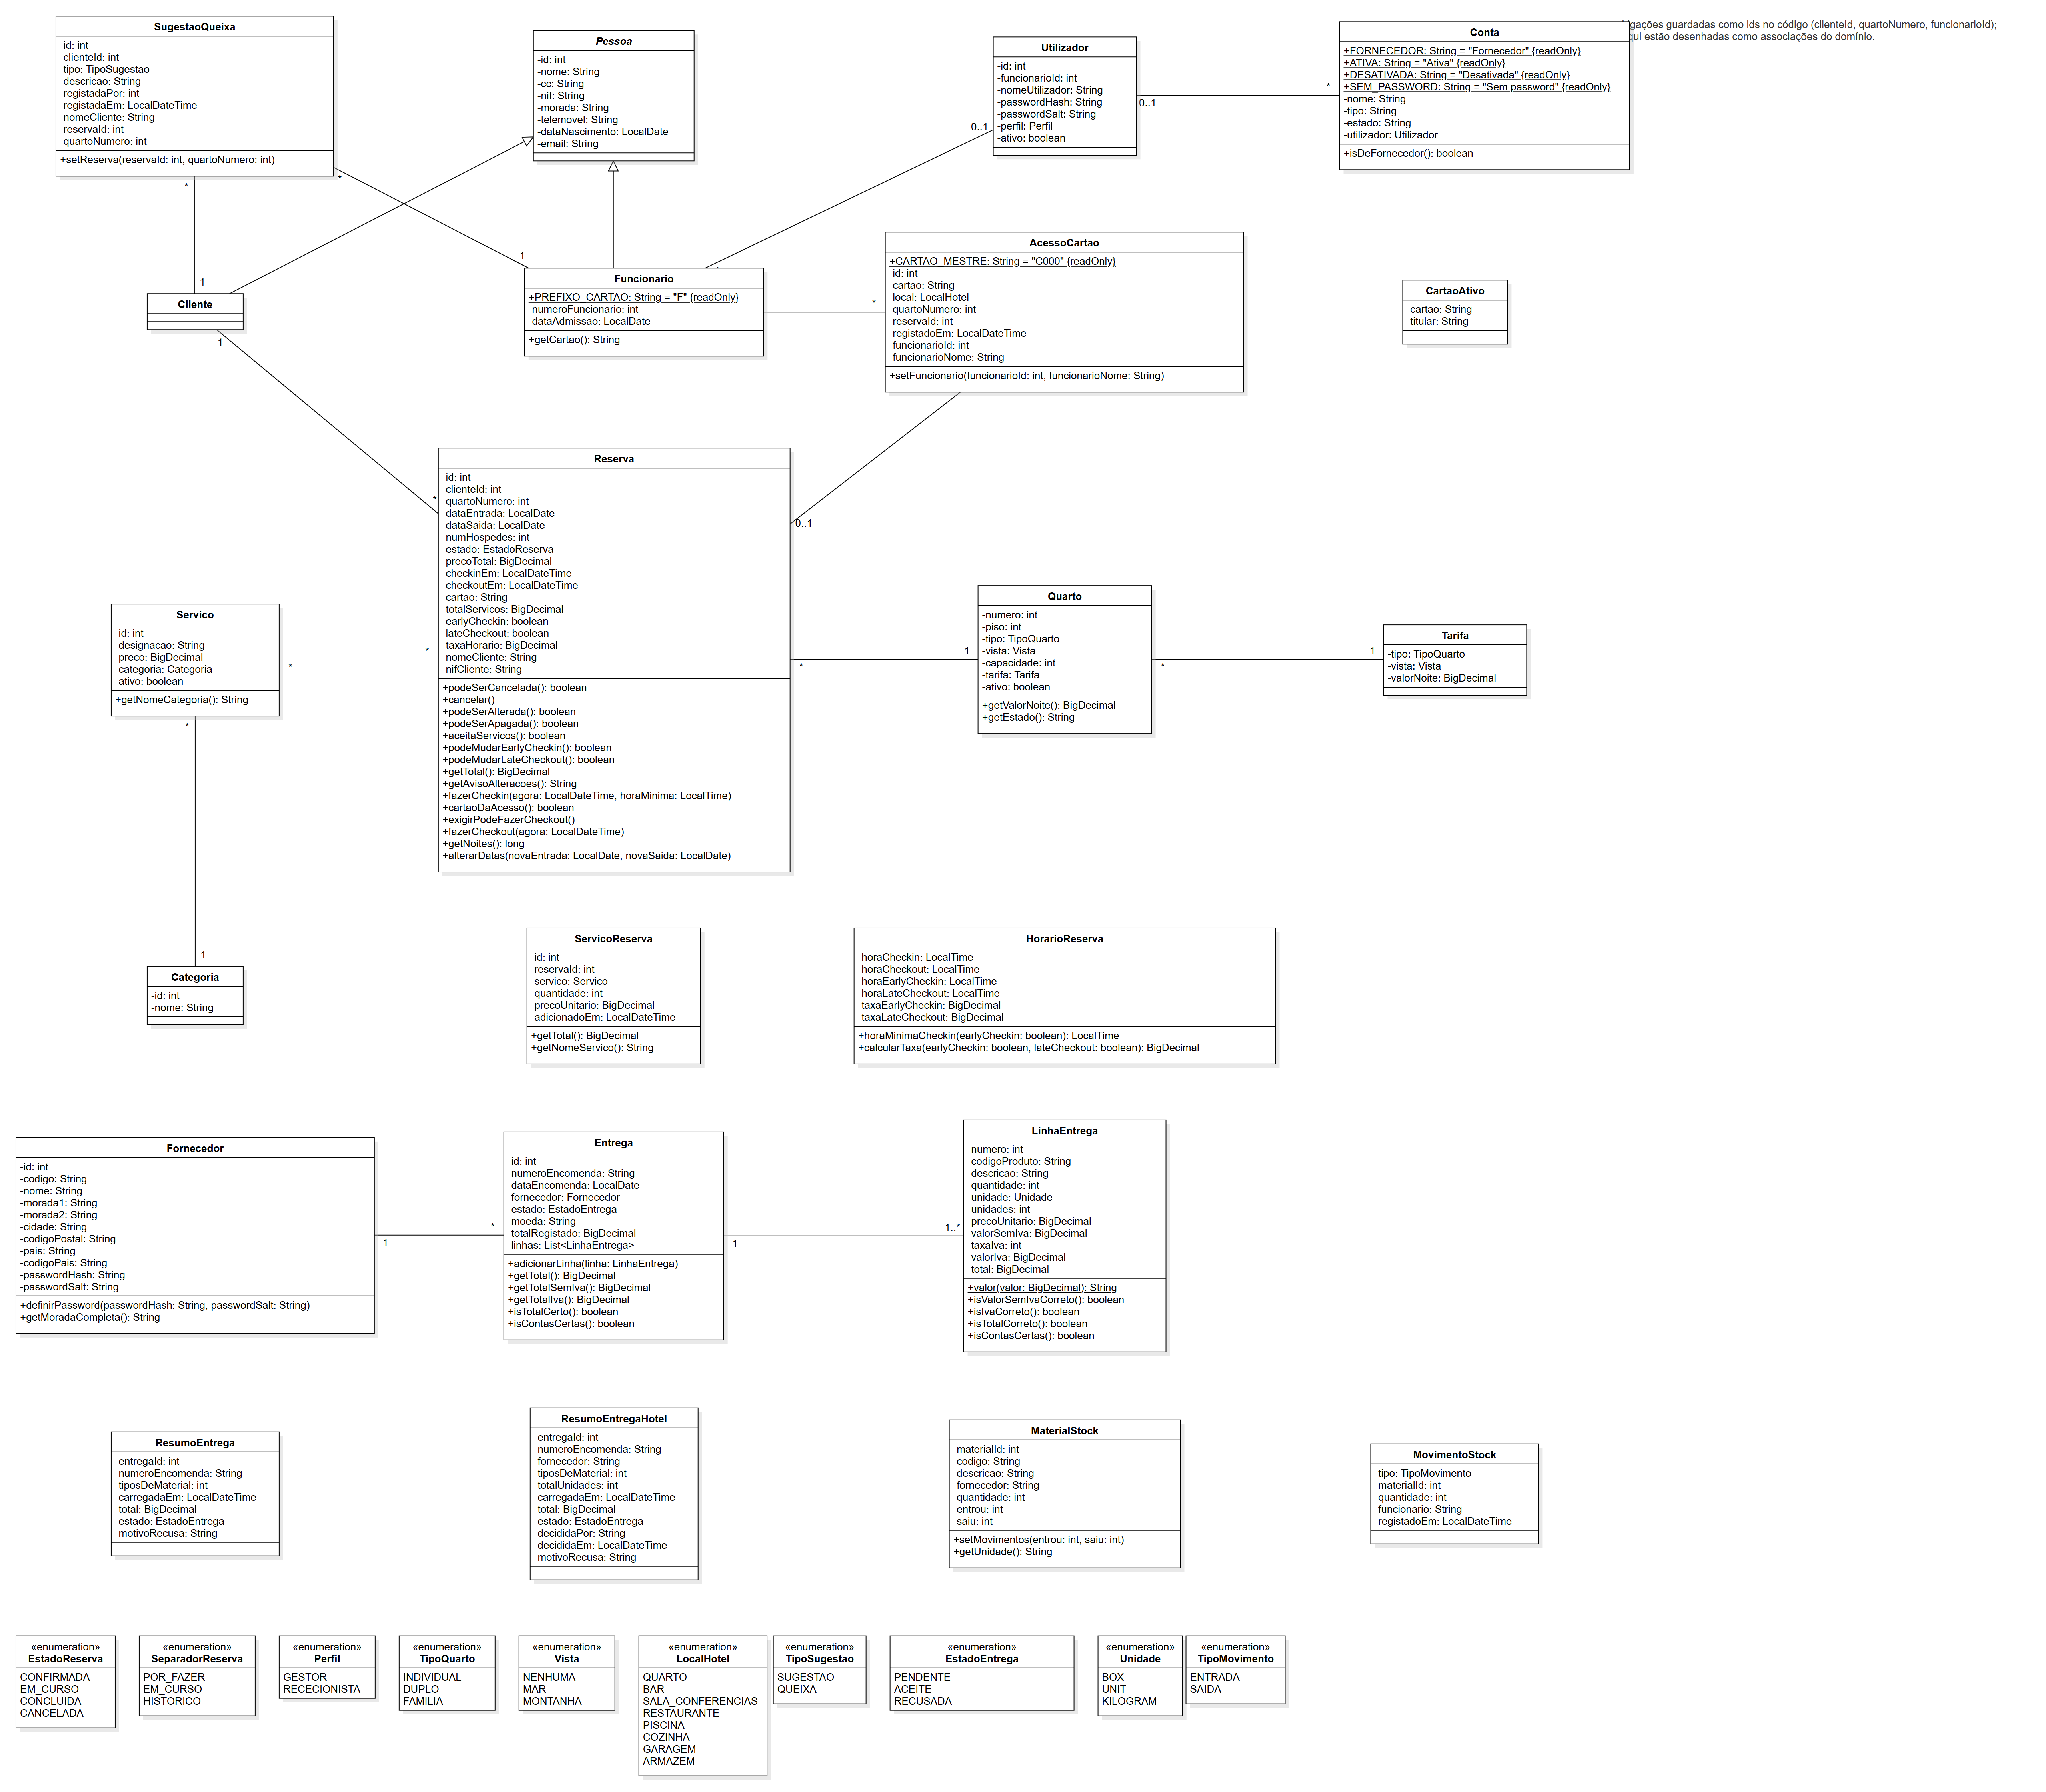 SugestaoQueixa
-id: int
-clienteId: int
-tipo: TipoSugestao
-descricao: String
-registadaPor: int
-registadaEm: LocalDateTime
-nomeCliente: String
-reservaId: int
-quartoNumero: int
+setReserva(reservaId: int, quartoNumero: int)
Pessoa
-id: int
-nome: String
-cc: String
-nif: String
-morada: String
-telemovel: String
-dataNascimento: LocalDate
-email: String
Utilizador
-id: int
-funcionarioId: int
-nomeUtilizador: String
-passwordHash: String
-passwordSalt: String
-perfil: Perfil
-ativo: boolean
Conta
+FORNECEDOR: String = "Fornecedor" {readOnly}
+ATIVA: String = "Ativa" {readOnly}
+DESATIVADA: String = "Desativada" {readOnly}
+SEM_PASSWORD: String = "Sem password" {readOnly}
-nome: String
-tipo: String
-estado: String
-utilizador: Utilizador
+isDeFornecedor(): boolean
guardadas como ids no código (clienteId, quartoNumero, funcionarioId);
estão desenhadas como associações do domínio.
0..1
*
0..1
*
*
1
1
Cliente
1
Funcionario
+PREFIXO_CARTAO: String = "F" {readOnly}
-numeroFuncionario: int
-dataAdmissao: LocalDate
+getCartao(): String
*
AcessoCartao
+CARTAO_MESTRE: String = "C000" {readOnly}
-id: int
-cartao: String
-local: LocalHotel
-quartoNumero: int
-reservaId: int
-registadoEm: LocalDateTime
-funcionarioId: int
-funcionarioNome: String
+setFuncionario(funcionarioId: int, funcionarioNome: String)
CartaoAtivo
-cartao: String
-titular: String
Reserva
-id: int
-clienteId: int
-quartoNumero: int
-dataEntrada: LocalDate
-dataSaida: LocalDate
-numHospedes: int
-estado: EstadoReserva
-precoTotal: BigDecimal
-checkinEm: LocalDateTime
-checkoutEm: LocalDateTime
-cartao: String
-totalServicos: BigDecimal
-earlyCheckin: boolean
-lateCheckout: boolean
-taxaHorario: BigDecimal
-nomeCliente: String
-nifCliente: String
+podeSerCancelada(): boolean
+cancelar()
+podeSerAlterada(): boolean
+podeSerApagada(): boolean
+aceitaServicos(): boolean
+podeMudarEarlyCheckin(): boolean
+podeMudarLateCheckout(): boolean
+getTotal(): BigDecimal
+getAvisoAlteracoes(): String
+fazerCheckin(agora: LocalDateTime, horaMinima: LocalTime)
+cartaoDaAcesso(): boolean
+exigirPodeFazerCheckout()
+fazerCheckout(agora: LocalDateTime)
+getNoites(): long
+alterarDatas(novaEntrada: LocalDate, novaSaida: LocalDate)
*
0..1
Servico
-id: int
-designacao: String
-preco: BigDecimal
-categoria: Categoria
-ativo: boolean
+getNomeCategoria(): String
*
*
*
1
Quarto
-numero: int
-piso: int
-tipo: TipoQuarto
-vista: Vista
-capacidade: int
-tarifa: Tarifa
-ativo: boolean
+getValorNoite(): BigDecimal
+getEstado(): String
*
1
Tarifa
-tipo: TipoQuarto
-vista: Vista
-valorNoite: BigDecimal
*
1
Categoria
-id: int
-nome: String
ServicoReserva
-id: int
-reservaId: int
-servico: Servico
-quantidade: int
-precoUnitario: BigDecimal
-adicionadoEm: LocalDateTime
+getTotal(): BigDecimal
+getNomeServico(): String
HorarioReserva
-horaCheckin: LocalTime
-horaCheckout: LocalTime
-horaEarlyCheckin: LocalTime
-horaLateCheckout: LocalTime
-taxaEarlyCheckin: BigDecimal
-taxaLateCheckout: BigDecimal
+horaMinimaCheckin(earlyCheckin: boolean): LocalTime
+calcularTaxa(earlyCheckin: boolean, lateCheckout: boolean): BigDecimal
Fornecedor
-id: int
-codigo: String
-nome: String
-morada1: String
-morada2: String
-cidade: String
-codigoPostal: String
-pais: String
-codigoPais: String
-passwordHash: String
-passwordSalt: String
+definirPassword(passwordHash: String, passwordSalt: String)
+getMoradaCompleta(): String
1
*
Entrega
-id: int
-numeroEncomenda: String
-dataEncomenda: LocalDate
-fornecedor: Fornecedor
-estado: EstadoEntrega
-moeda: String
-totalRegistado: BigDecimal
-linhas: List<LinhaEntrega>
+adicionarLinha(linha: LinhaEntrega)
+getTotal(): BigDecimal
+getTotalSemIva(): BigDecimal
+getTotalIva(): BigDecimal
+isTotalCerto(): boolean
+isContasCertas(): boolean
1
1..*
LinhaEntrega
-numero: int
-codigoProduto: String
-descricao: String
-quantidade: int
-unidade: Unidade
-unidades: int
-precoUnitario: BigDecimal
-valorSemIva: BigDecimal
-taxaIva: int
-valorIva: BigDecimal
-total: BigDecimal
+valor(valor: BigDecimal): String
+isValorSemIvaCorreto(): boolean
+isIvaCorreto(): boolean
+isTotalCorreto(): boolean
+isContasCertas(): boolean
ResumoEntrega
-entregaId: int
-numeroEncomenda: String
-tiposDeMaterial: int
-carregadaEm: LocalDateTime
-total: BigDecimal
-estado: EstadoEntrega
-motivoRecusa: String
ResumoEntregaHotel
-entregaId: int
-numeroEncomenda: String
-fornecedor: String
-tiposDeMaterial: int
-totalUnidades: int
-carregadaEm: LocalDateTime
-total: BigDecimal
-estado: EstadoEntrega
-decididaPor: String
-decididaEm: LocalDateTime
-motivoRecusa: String
MaterialStock
-materialId: int
-codigo: String
-descricao: String
-fornecedor: String
-quantidade: int
-entrou: int
-saiu: int
+setMovimentos(entrou: int, saiu: int)
+getUnidade(): String
MovimentoStock
-tipo: TipoMovimento
-materialId: int
-quantidade: int
-funcionario: String
-registadoEm: LocalDateTime
«enumeration»
EstadoReserva
CONFIRMADA
EM_CURSO
CONCLUIDA
CANCELADA
«enumeration»
SeparadorReserva
POR_FAZER
EM_CURSO
HISTORICO
«enumeration»
Perfil
GESTOR
RECECIONISTA
«enumeration»
TipoQuarto
INDIVIDUAL
DUPLO
FAMILIA
«enumeration»
Vista
NENHUMA
MAR
MONTANHA
«enumeration»
LocalHotel
QUARTO
BAR
SALA_CONFERENCIAS
RESTAURANTE
PISCINA
COZINHA
GARAGEM
ARMAZEM
«enumeration»
TipoSugestao
SUGESTAO
QUEIXA
«enumeration»
EstadoEntrega
PENDENTE
ACEITE
RECUSADA
«enumeration»
Unidade
BOX
UNIT
KILOGRAM
«enumeration»
TipoMovimento
ENTRADA
SAIDA